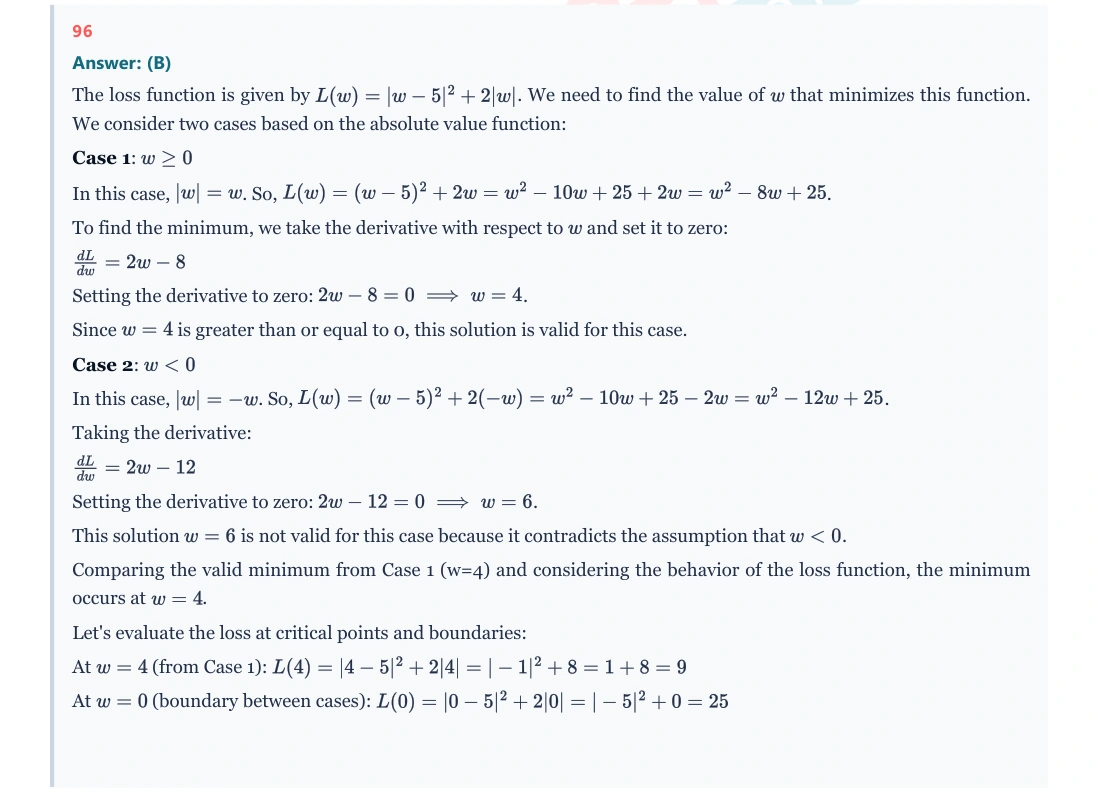 96
Answer: (B)
The loss function is given by L(w) = |w − 5|² + 2|w|. We need to find the value of w that minimizes this function.
We consider two cases based on the absolute value function:
Case 1: w ≥ 0
In this case, |w| = w. So, L(w) = (w − 5)² + 2w = w² − 10w + 25 + 2w = w² − 8w + 25.
To find the minimum, we take the derivative with respect to w and set it to zero:
dL/dw = 2w − 8
Setting the derivative to zero: 2w − 8 = 0 ⟹ w = 4.
Since w = 4 is greater than or equal to 0, this solution is valid for this case.
Case 2: w < 0
In this case, |w| = −w. So, L(w) = (w − 5)² + 2(−w) = w² − 10w + 25 − 2w = w² − 12w + 25.
Taking the derivative:
dL/dw = 2w − 12
Setting the derivative to zero: 2w − 12 = 0 ⟹ w = 6.
This solution w = 6 is not valid for this case because it contradicts the assumption that w < 0.
Comparing the valid minimum from Case 1 (w=4) and considering the behavior of the loss function, the minimum
occurs at w = 4.
Let's evaluate the loss at critical points and boundaries:
At w = 4 (from Case 1): L(4) = |4 − 5|² + 2|4| = | − 1|² + 8 = 1 + 8 = 9
At w = 0 (boundary between cases): L(0) = |0 − 5|² + 2|0| = | − 5|² + 0 = 25